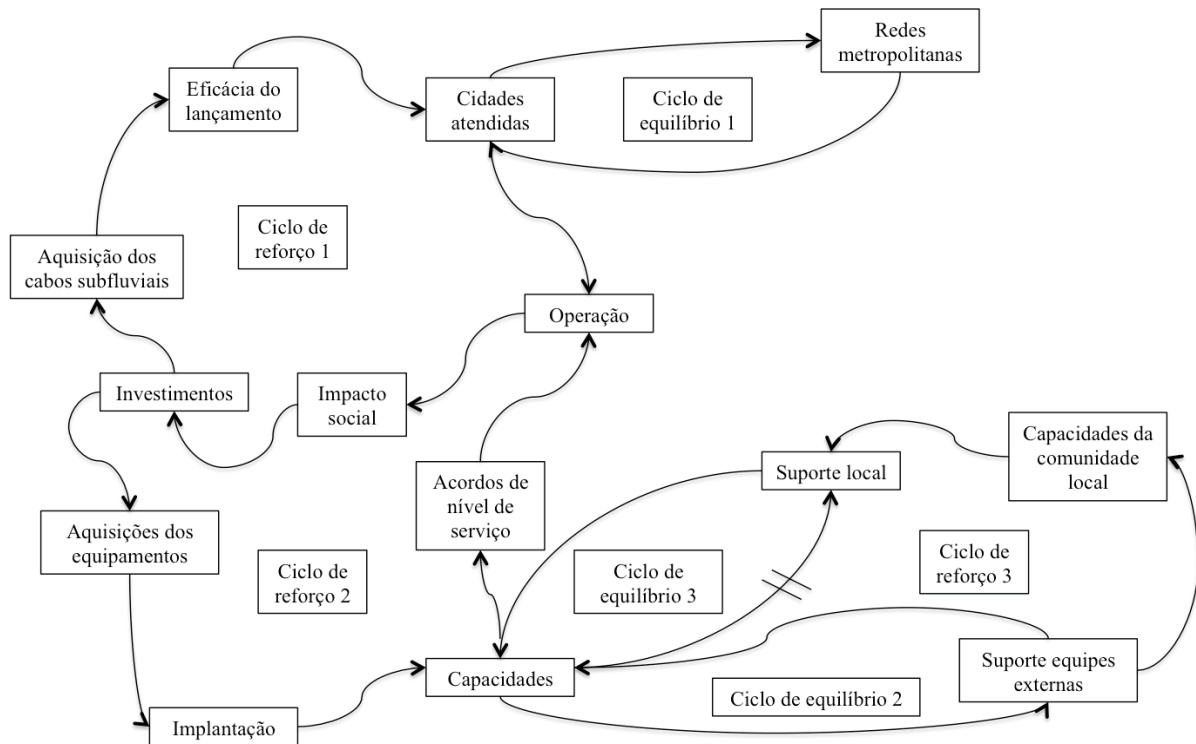 Redes
metropolitanas
Eficácia do
lançamento
Cidades
atendidas
Ciclo de
equilíbrio 1
Ciclo de
reforço 1
Aquisição dos
cabos subfluviais
Operação
Investimentos
Impacto
social
Acordos de
nível de
serviço
Suporte local
Capacidades da
comunidade
local
Aquisições dos
equipamentos
Ciclo de
reforço 2
Ciclo de
equilíbrio 3
Ciclo de
reforço 3
Capacidades
Suporte equipes
externas
Ciclo de equilíbrio 2
Implantação